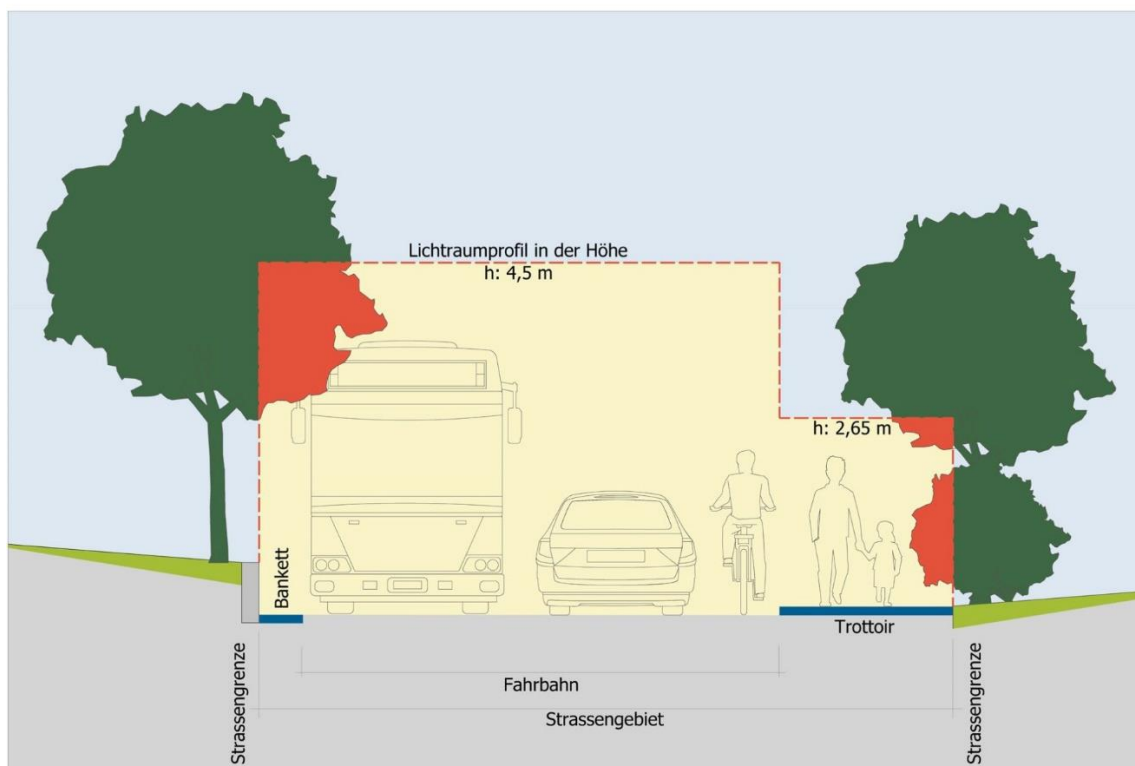 Lichtraumprofil in der Höhe
h: 4,5 m
h: 2,65 m
Bankett
Trottoir
Fahrbahn
Strassengebiet
Strassengrenze
Strassengrenze